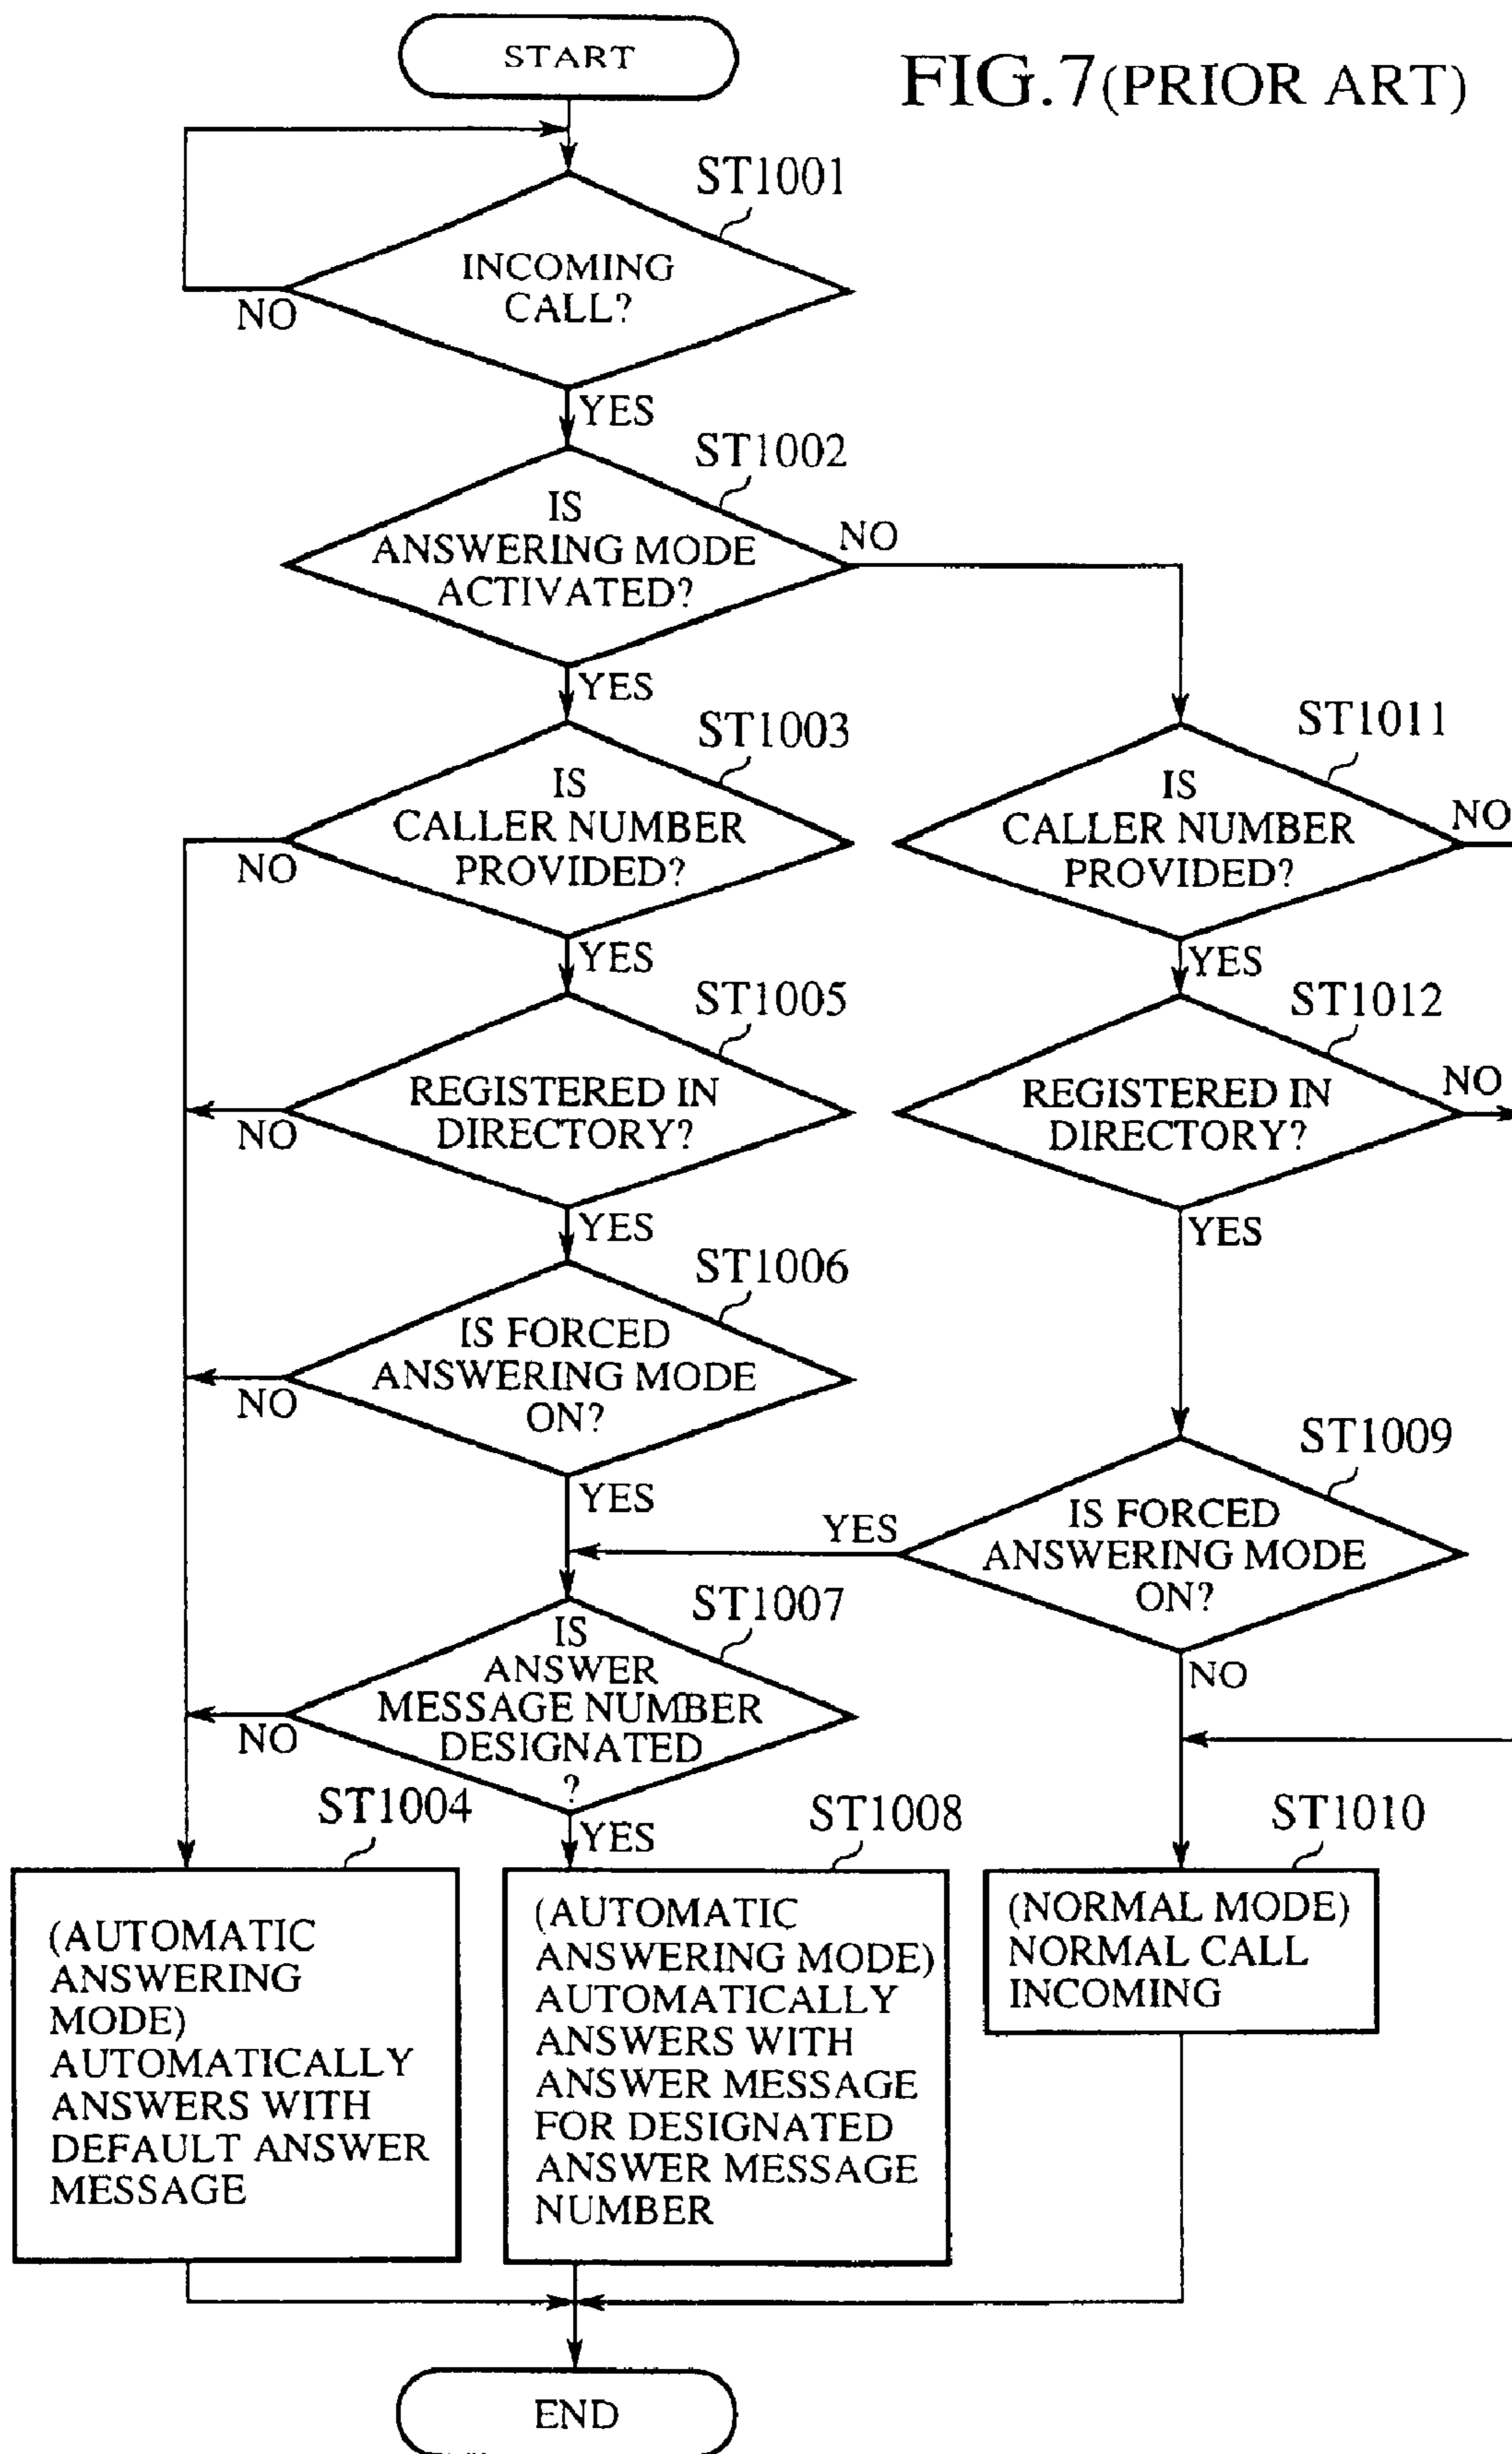 START
FIG.7(PRIOR ART)
ST1001
INCOMING
CALL?
NO
YES
ST1002
IS
ANSWERING MODE
ACTIVATED?
NO
YES
ST1003
IS
CALLER NUMBER
PROVIDED?
NO
YES
ST1011
IS
CALLER NUMBER
PROVIDED?
NO
YES
ST1005
REGISTERED IN
DIRECTORY?
NO
YES
ST1012
REGISTERED IN
DIRECTORY?
NO
YES
ST1006
IS FORCED
ANSWERING MODE
ON?
NO
YES
ST1009
IS FORCED
ANSWERING MODE
ON?
YES
NO
ST1007
IS
ANSWER
MESSAGE NUMBER
DESIGNATED
?
NO
YES
ST1004
(AUTOMATIC
ANSWERING
MODE)
AUTOMATICALLY
ANSWERS WITH
DEFAULT ANSWER
MESSAGE
ST1008
(AUTOMATIC
ANSWERING MODE)
AUTOMATICALLY
ANSWERS WITH
ANSWER MESSAGE
FOR DESIGNATED
ANSWER MESSAGE
NUMBER
ST1010
(NORMAL MODE)
NORMAL CALL
INCOMING
END